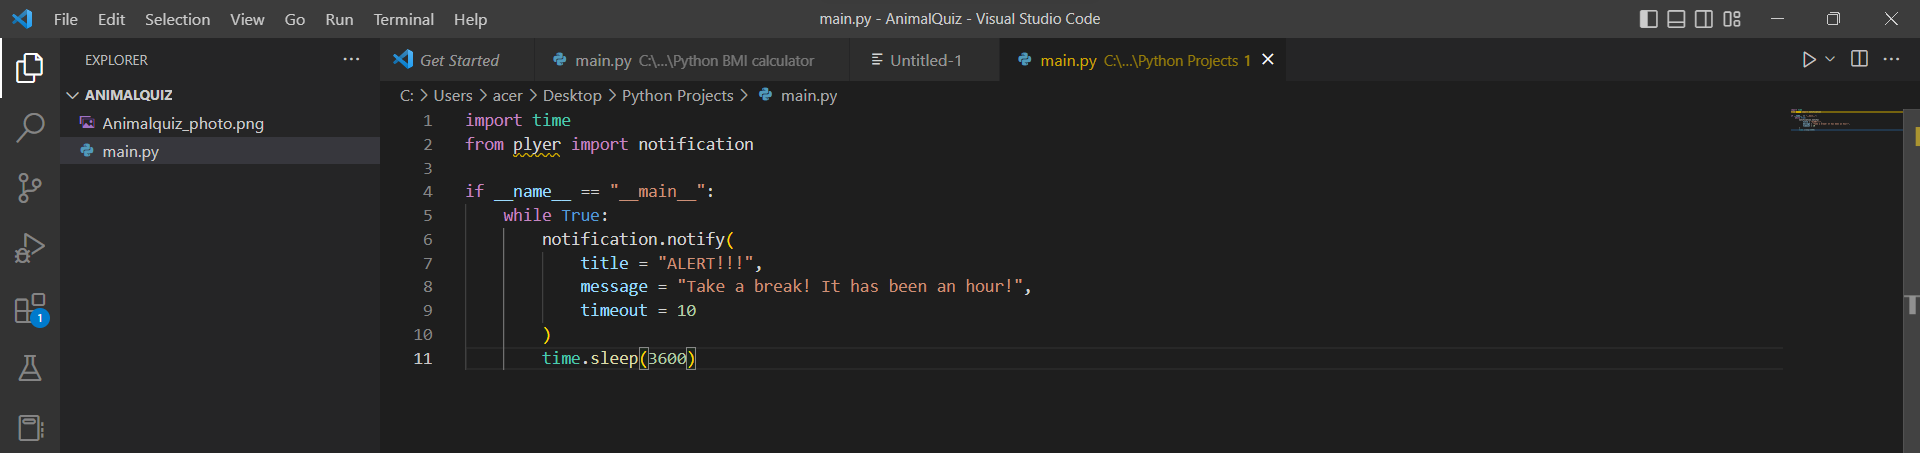 File Edit Selection View Go Run Terminal Help main.py - AnimalQuiz - Visual Studio Code
EXPLORER
ANIMALQUIZ
Animalquiz_photo.png
main.py
1
Get Started main.py C:\...\Python BMI calculator Untitled-1 main.py C:\...\Python Projects 1
C: > Users > acer > Desktop > Python Projects > main.py
1 import time
2 from plyer import notification
3
4 if __name__ == "__main__":
5 while True:
6 notification.notify(
7 title = "ALERT!!!",
8 message = "Take a break! It has been an hour!",
9 timeout = 10
10 )
11 time.sleep(3600)